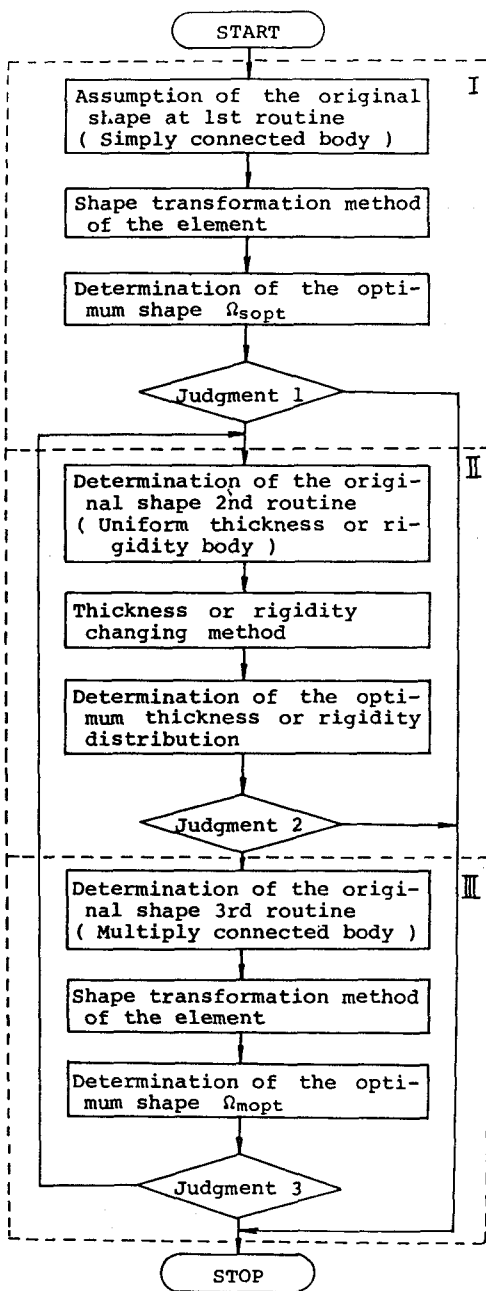 START
I
Assumption of the original
shape at 1st routine
( Simply connected body )
Shape transformation method
of the element
Determination of the opti-
mum shape Ωsopt
Judgment 1
II
Determination of the origi-
nal shape 2nd routine
( Uniform thickness or ri-
gidity body )
Thickness or rigidity
changing method
Determination of the opti-
mum thickness or rigidity
distribution
Judgment 2
III
Determination of the origi-
nal shape 3rd routine
( Multiply connected body )
Shape transformation method
of the element
Determination of the opti-
mum shape Ωmopt
Judgment 3
STOP